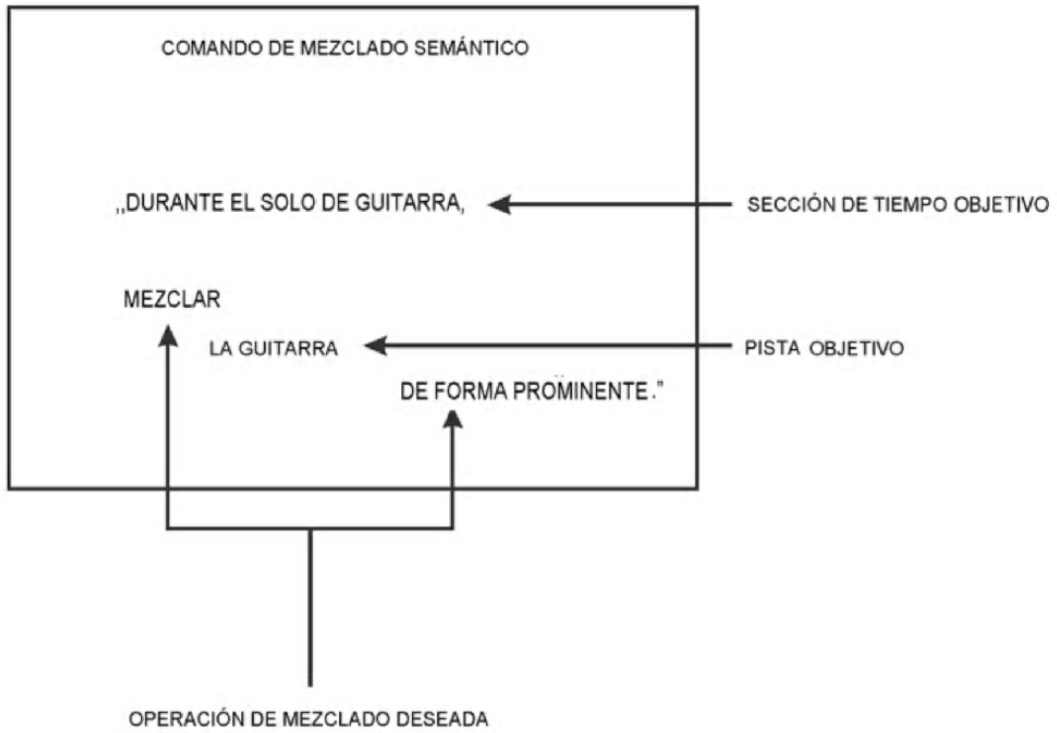 COMANDO DE MEZCLADO SEMÁNTICO
,,DURANTE EL SOLO DE GUITARRA,
SECCIÓN DE TIEMPO OBJETIVO
MEZCLAR
LA GUITARRA
PISTA OBJETIVO
DE FORMA PROMINENTE."
OPERACIÓN DE MEZCLADO DESEADA